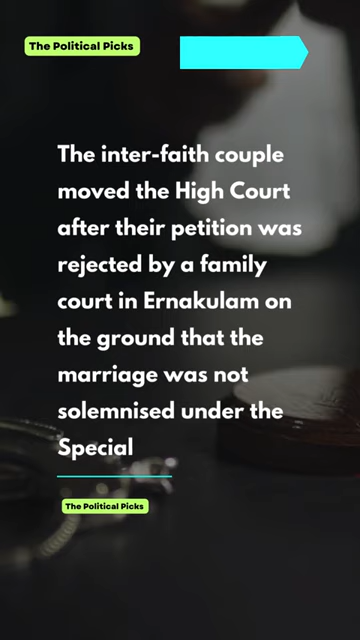 The Political Picks
The inter-faith couple
moved the High Court
after their petition was
rejected by a family
court in Ernakulam on
the ground that the
marriage was not
solemnised under the
Special
The Political Picks